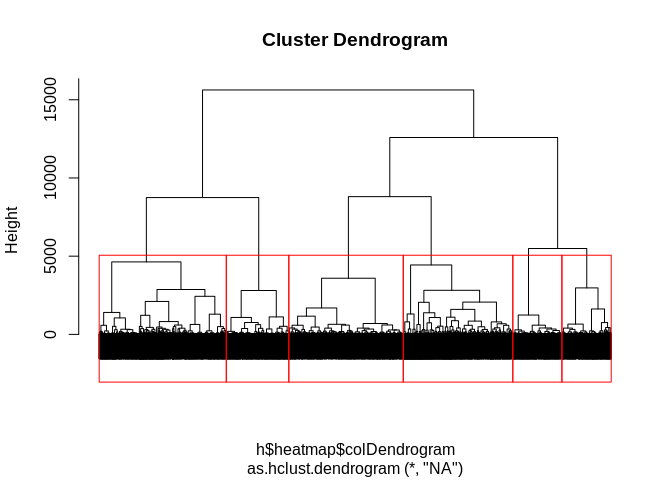 Cluster Dendrogram
Height
15000
10000
5000
0
h$heatmap$colDendrogram
as.hclust.dendrogram (*, "NA")